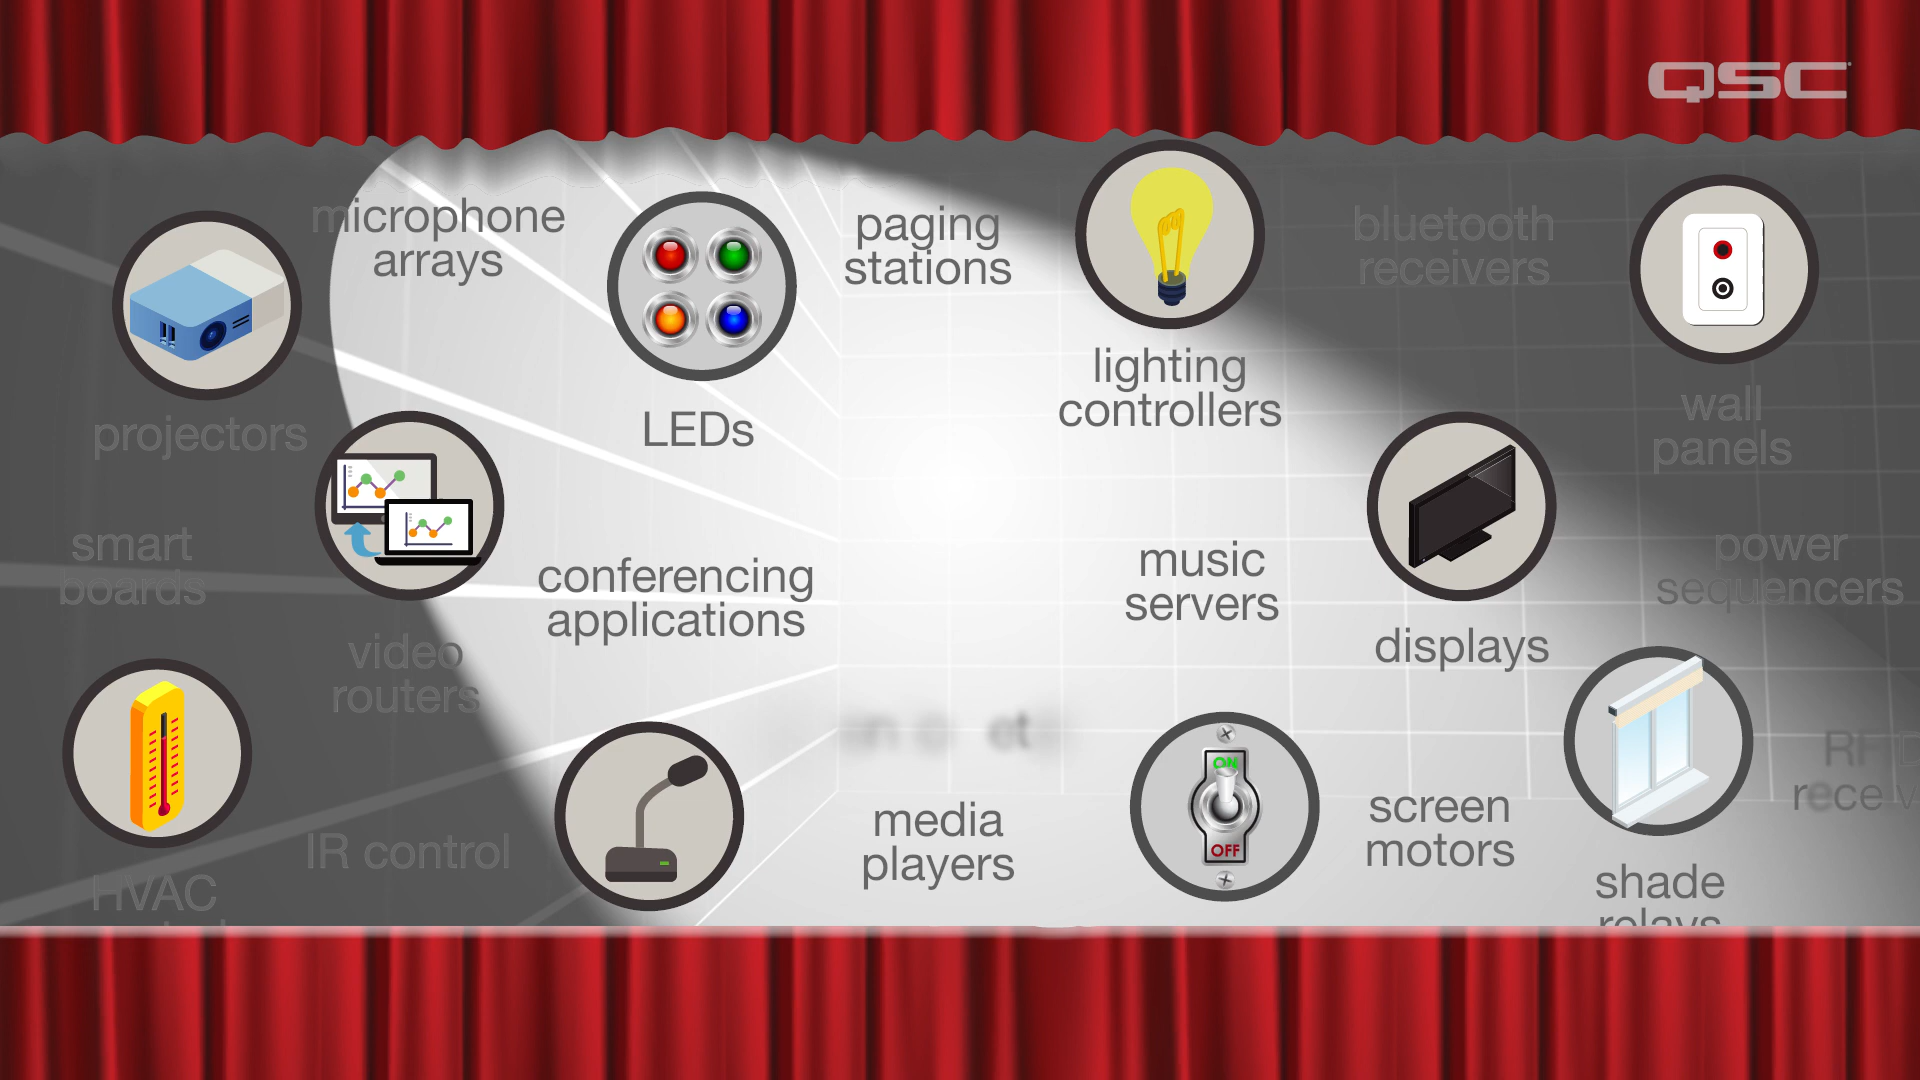 QSC
microphone
arrays
paging
stations
bluetooth
receivers
lighting
controllers
projectors
LEDs
wall
panels
smart
boards
conferencing
applications
music
servers
power
sequencers
displays
video
routers
ON
OFF
IR control
media
players
screen
motors
shade
relays
HVAC